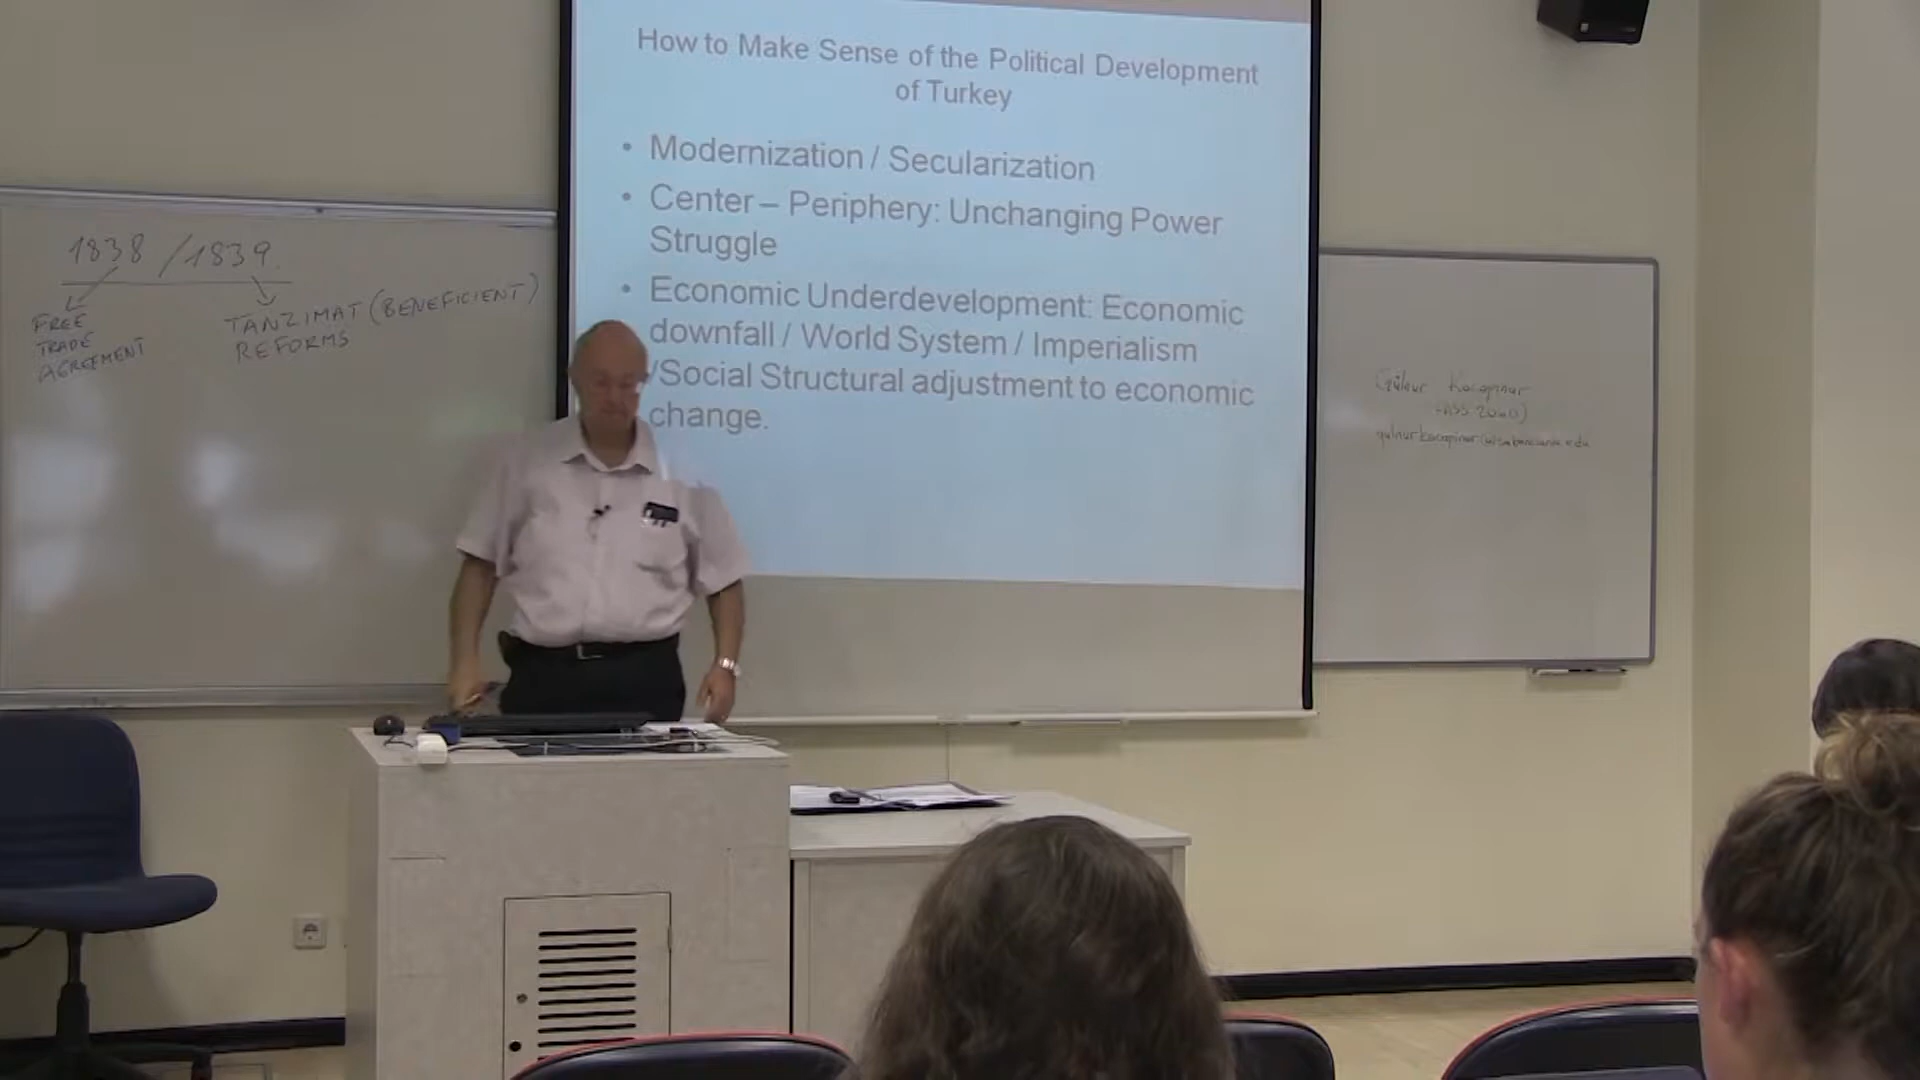 How to Make Sense of the Political Development
of Turkey
• Modernization / Secularization
• Center – Periphery: Unchanging Power
Struggle
• Economic Underdevelopment: Economic
downfall / World System / Imperialism
/Social Structural adjustment to economic
change.
1838 / 1839
FREE
TRADE
AGREEMENT
TANZIMAT (BENEFICIENT)
REFORMS
Gülnur Kocapınar